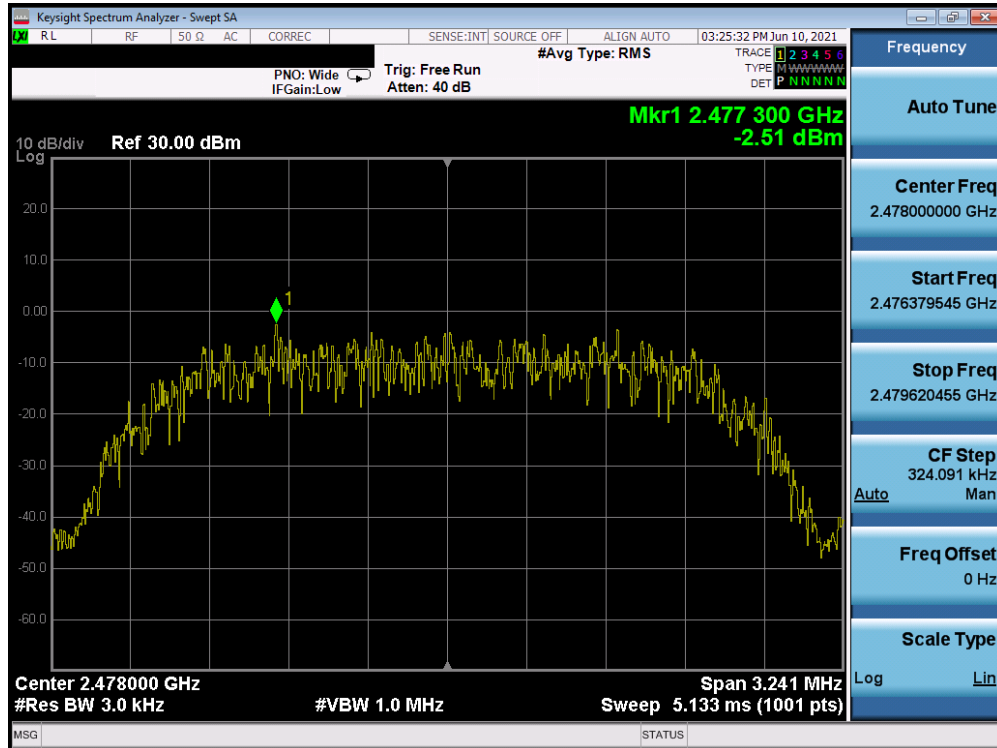 Keysight Spectrum Analyzer - Swept SA
LXI RL RF 50 Ω AC CORREC SENSE:INT SOURCE OFF ALIGN AUTO 03:25:32 PM Jun 10, 2021
#Avg Type: RMS
TRACE 1 2 3 4 5 6
PNO: Wide Trig: Free Run
TYPE M WWWWW
IFGain:Low Atten: 40 dB
DET P N N N N N
Mkr1 2.477 300 GHz
-2.51 dBm
10 dB/div Ref 30.00 dBm
Log
20.0
10.0
0.00
-10.0
-20.0
-30.0
-40.0
-50.0
-60.0
1
Center 2.478000 GHz Span 3.241 MHz
#Res BW 3.0 kHz #VBW 1.0 MHz Sweep 5.133 ms (1001 pts)
MSG STATUS
Frequency
Auto Tune
Center Freq
2.478000000 GHz
Start Freq
2.476379545 GHz
Stop Freq
2.479620455 GHz
CF Step
324.091 kHz
Auto Man
Freq Offset
0 Hz
Scale Type
Log Lin